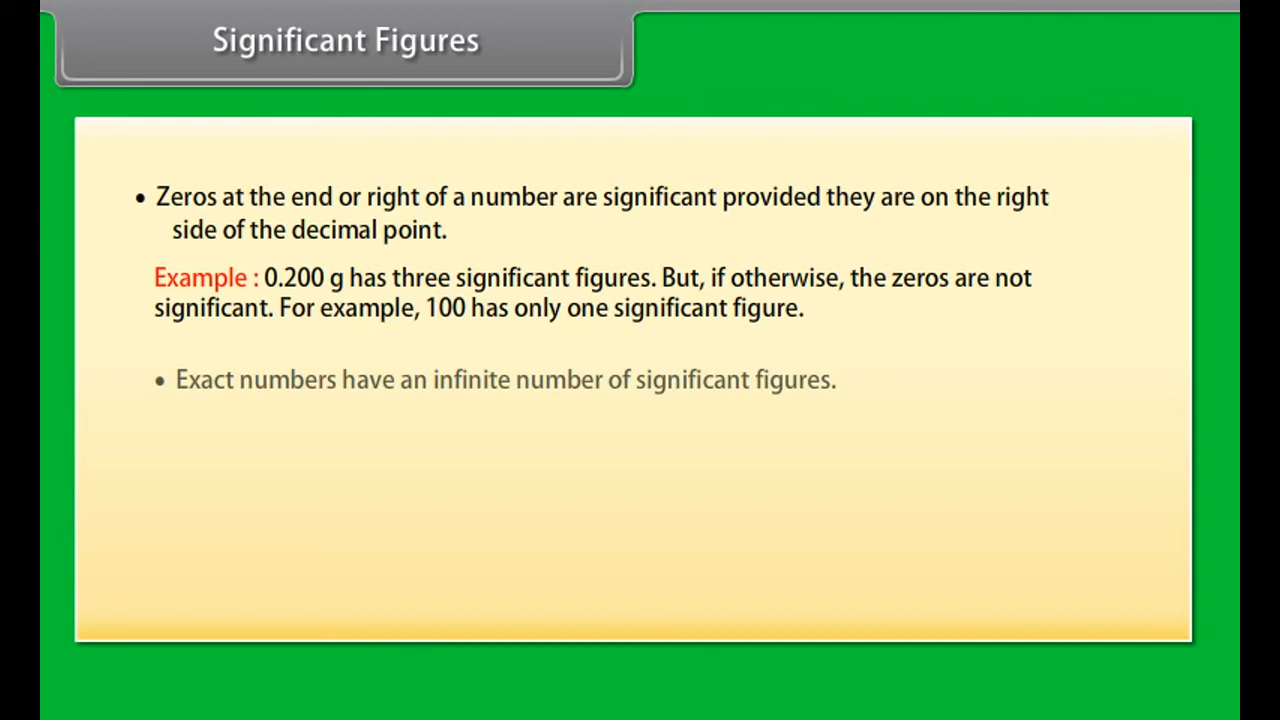 Significant Figures
• Zeros at the end or right of a number are significant provided they are on the right
side of the decimal point.
Example : 0.200 g has three significant figures. But, if otherwise, the zeros are not
significant. For example, 100 has only one significant figure.
• Exact numbers have an infinite number of significant figures.